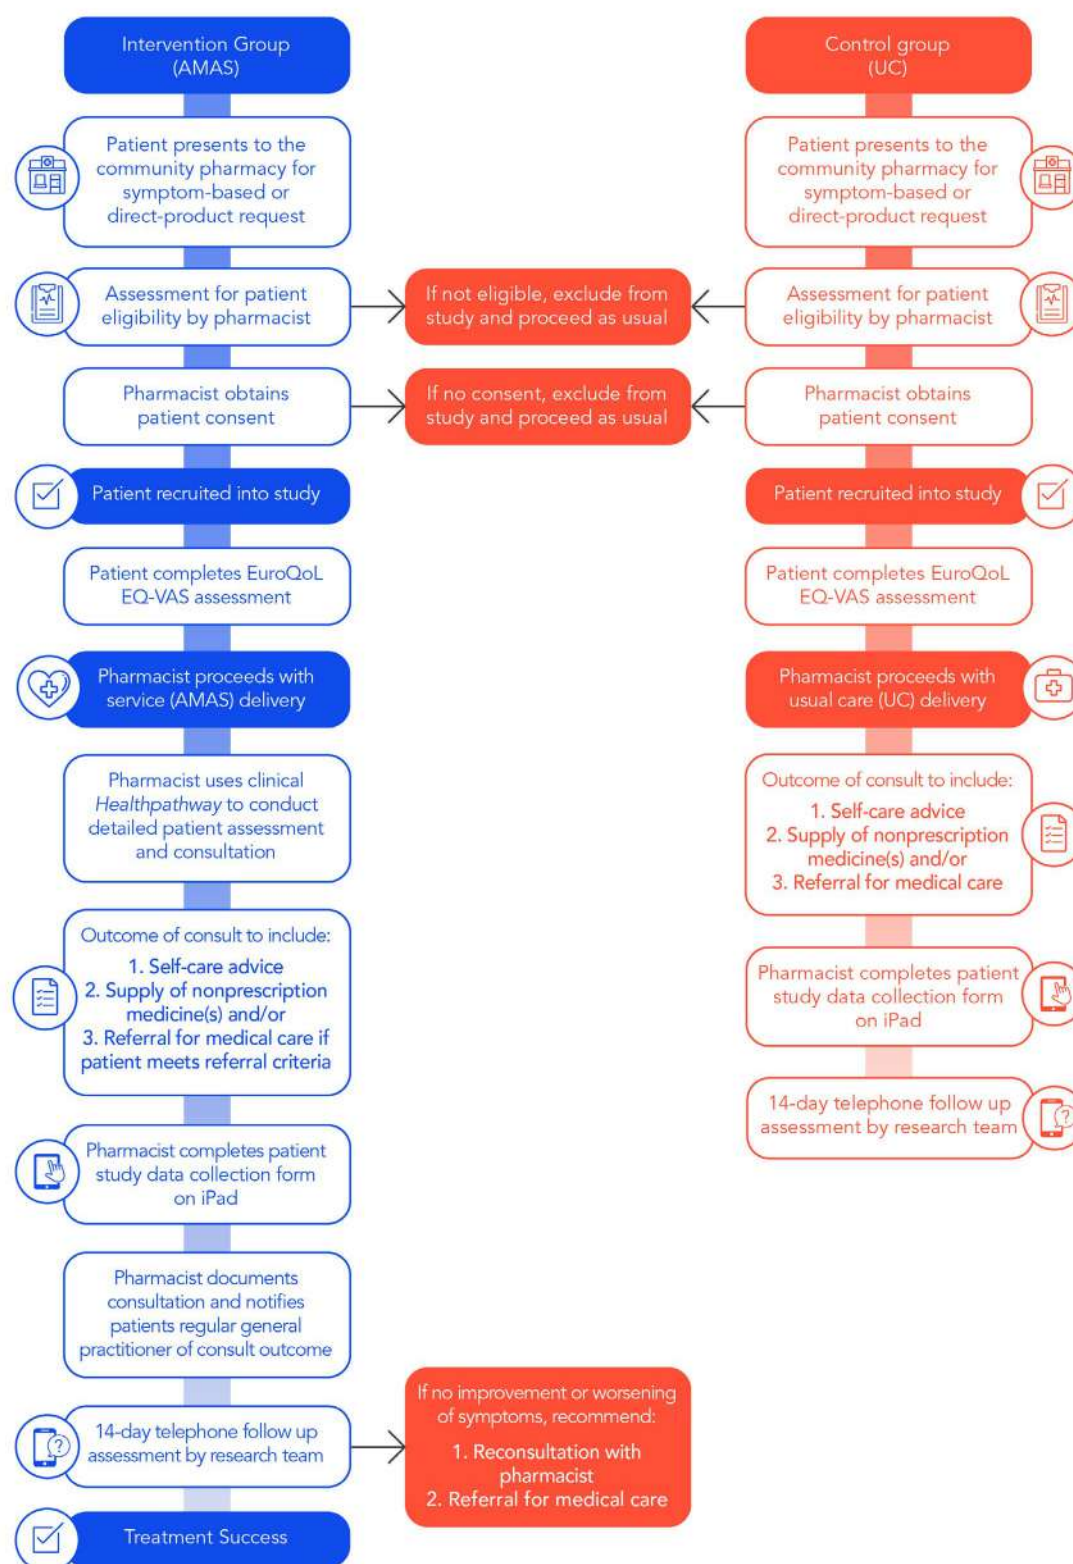 Intervention Group
(AMAS)
Patient presents to the
community pharmacy for
symptom-based or
direct-product request
Assessment for patient
eligibility by pharmacist
Pharmacist obtains
patient consent
Patient recruited into study
Patient completes EuroQoL
EQ-VAS assessment
Pharmacist proceeds with
service (AMAS) delivery
Pharmacist uses clinical
Healthpathway to conduct
detailed patient assessment
and consultation
Outcome of consult to include:
1. Self-care advice
2. Supply of nonprescription
medicine(s) and/or
3. Referral for medical care if
patient meets referral criteria
Pharmacist completes patient
study data collection form
on iPad
Pharmacist documents
consultation and notifies
patients regular general
practitioner of consult outcome
14-day telephone follow up
assessment by research team
?
Treatment Success
If not eligible, exclude from
study and proceed as usual
If no consent, exclude from
study and proceed as usual
If no improvement or worsening
of symptoms, recommend:
1. Reconsultation with
pharmacist
2. Referral for medical care
Control group
(UC)
Patient presents to the
community pharmacy for
symptom-based or
direct-product request
Assessment for patient
eligibility by pharmacist
Pharmacist obtains
patient consent
Patient recruited into study
Patient completes EuroQoL
EQ-VAS assessment
Pharmacist proceeds with
usual care (UC) delivery
Outcome of consult to include:
1. Self-care advice
2. Supply of nonprescription
medicine(s) and/or
3. Referral for medical care
Pharmacist completes patient
study data collection form
on iPad
14-day telephone follow up
assessment by research team
?